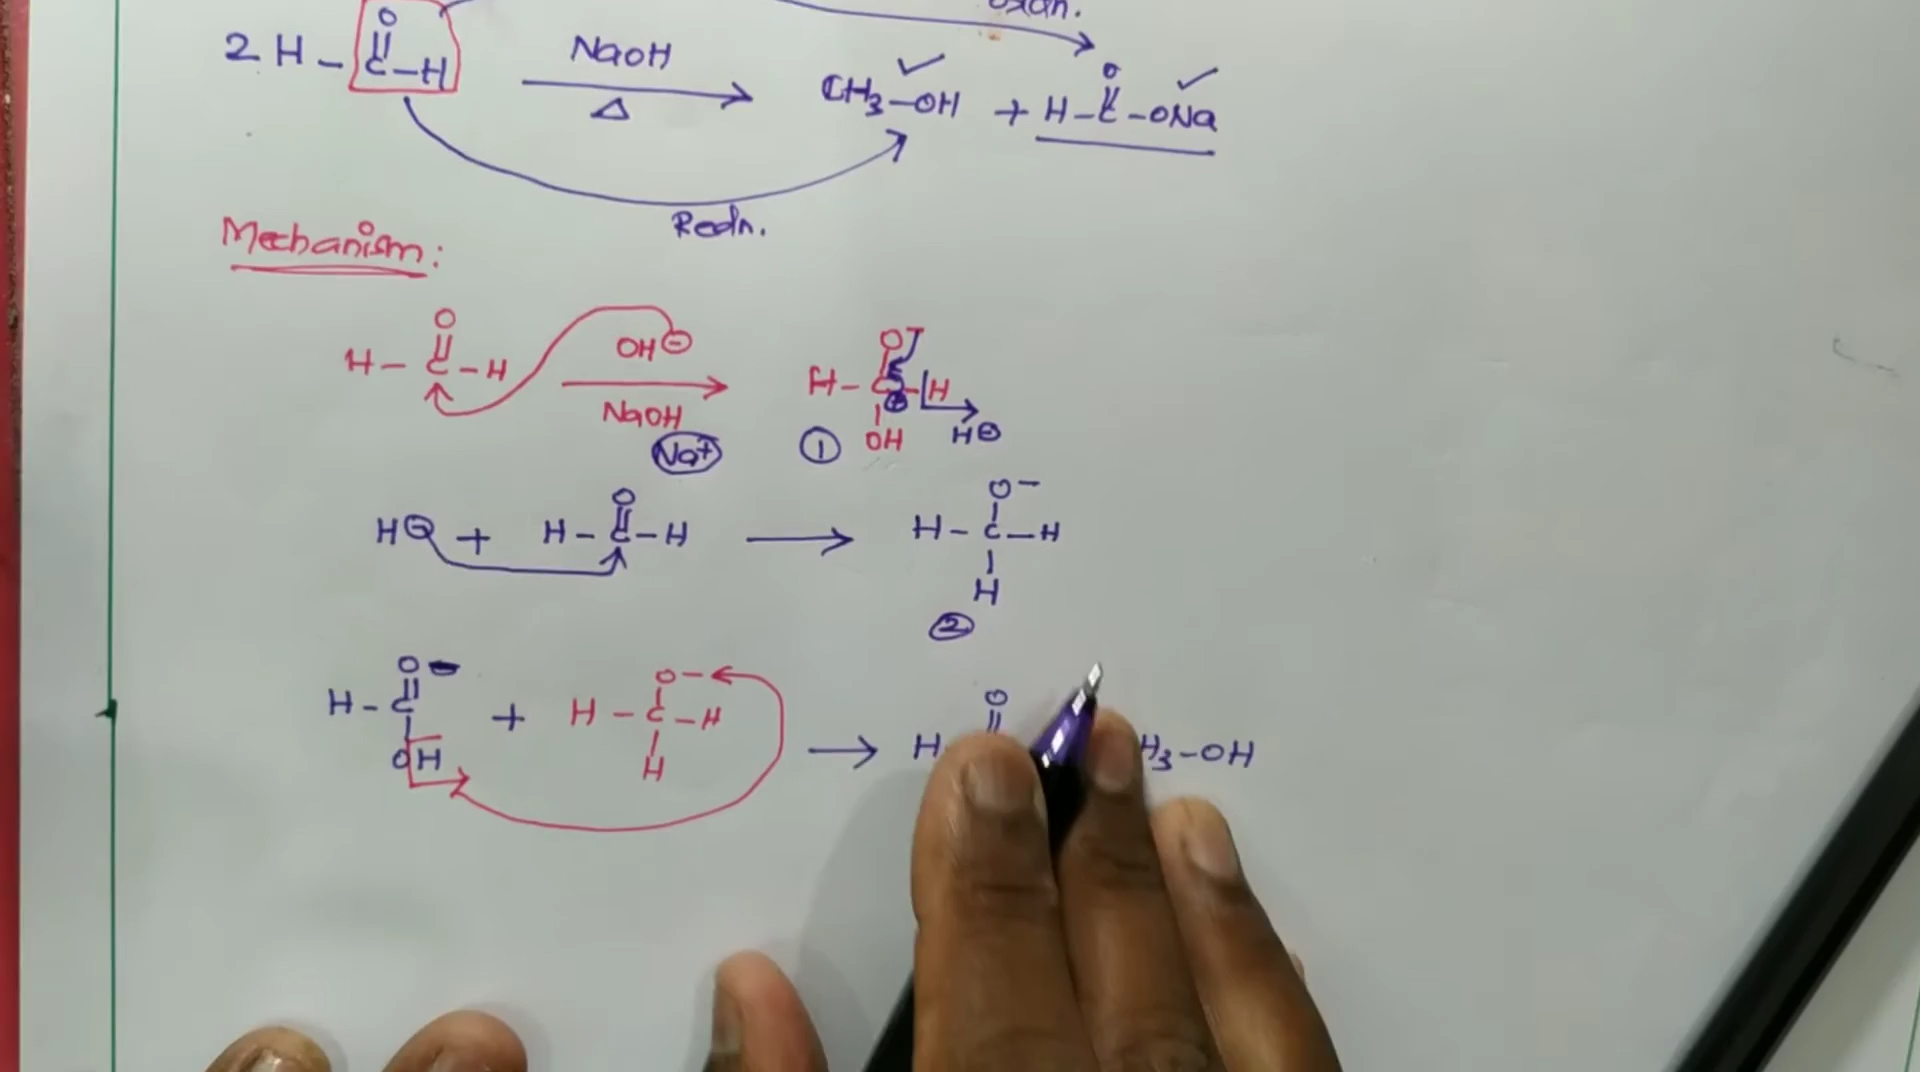 Oxdn.
2 H - C(=O) - H NaOH Δ → CH3-OH + H-C(=O)-ONa
Redn.
Mechanism:
H-C(=O)-H OH⊖ NaOH → H-C(=O)(OH)-H H⊖
Na+ ①
H⊖ + H-C(=O)-H → H-C(O-)(H)-H
②
H-C(=O-)-OH + H-C(O-)(H)-H → H O H3-OH